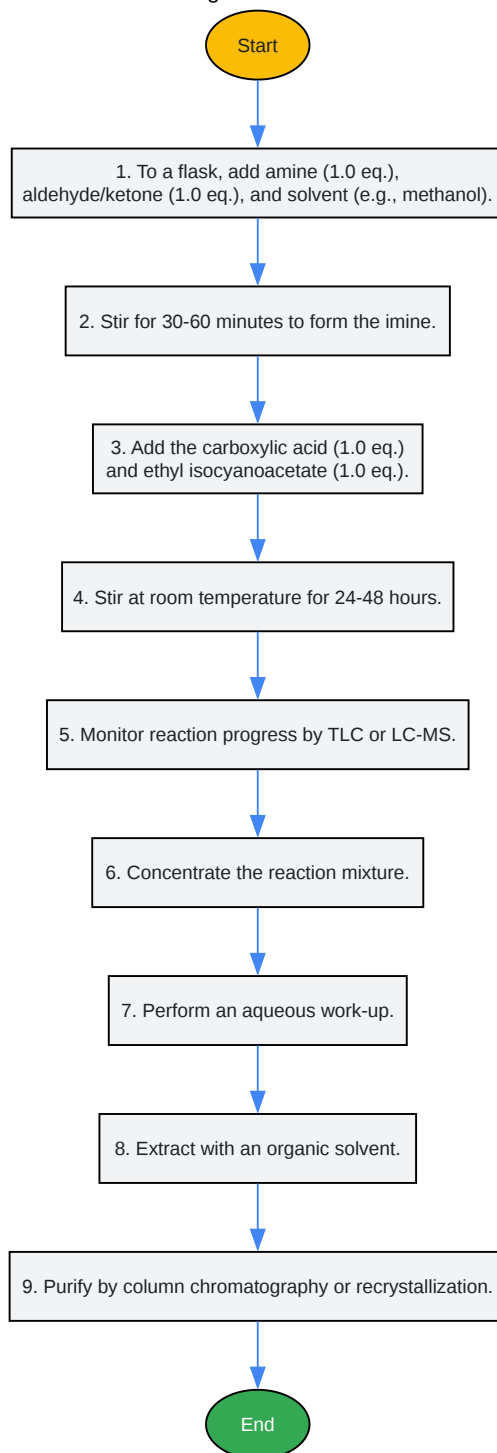 Start
1. To a flask, add amine (1.0 eq.),
aldehyde/ketone (1.0 eq.), and solvent (e.g., methanol).
2. Stir for 30-60 minutes to form the imine.
3. Add the carboxylic acid (1.0 eq.)
and ethyl isocyanoacetate (1.0 eq.).
4. Stir at room temperature for 24-48 hours.
5. Monitor reaction progress by TLC or LC-MS.
6. Concentrate the reaction mixture.
7. Perform an aqueous work-up.
8. Extract with an organic solvent.
9. Purify by column chromatography or recrystallization.
End